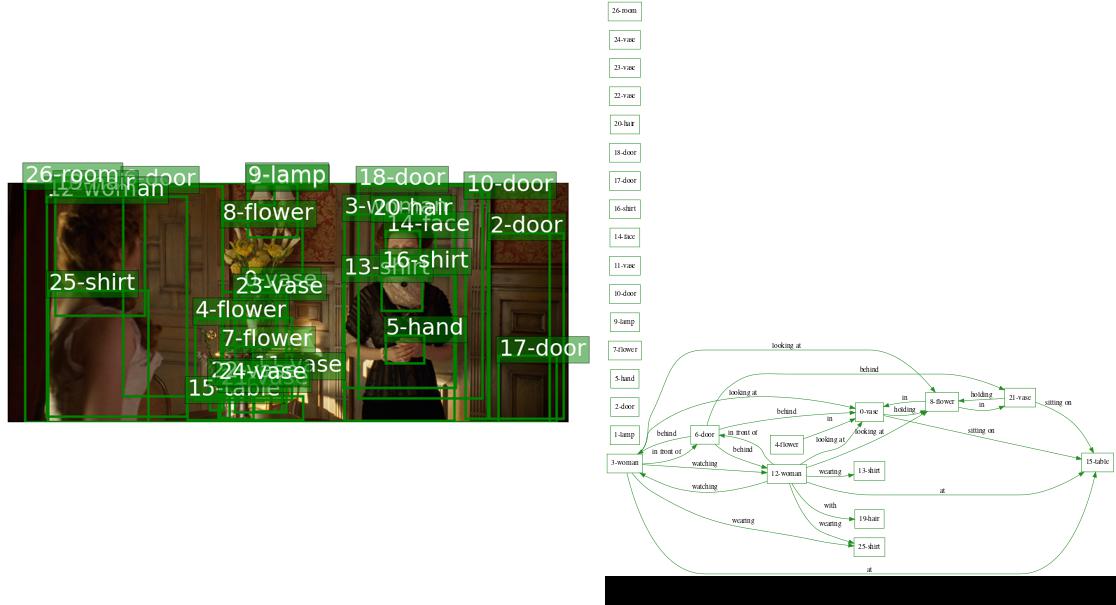 26-room
19-hair
6-door
12-woman
9-lamp
18-door
10-door
8-flower
3-woman
20-hair
14-face
2-door
16-shirt
13-shirt
25-shirt
0-vase
23-vase
4-flower
5-hand
7-flower
17-door
11-vase
24-vase
21-vase
15-table
26-room
24-vase
23-vase
22-vase
20-hair
18-door
17-door
16-shirt
14-face
11-vase
10-door
9-lamp
7-flower
5-hand
2-door
1-lamp
looking at
behind
looking at
in
holding
8-flower
holding
in
21-vase
sitting on
behind
in
0-vase
holding
behind
6-door
in front of
4-flower
looking at
looking at
sitting on
in front of
behind
3-woman
watching
12-woman
wearing
13-shirt
15-table
watching
at
with
19-hair
wearing
wearing
25-shirt
at